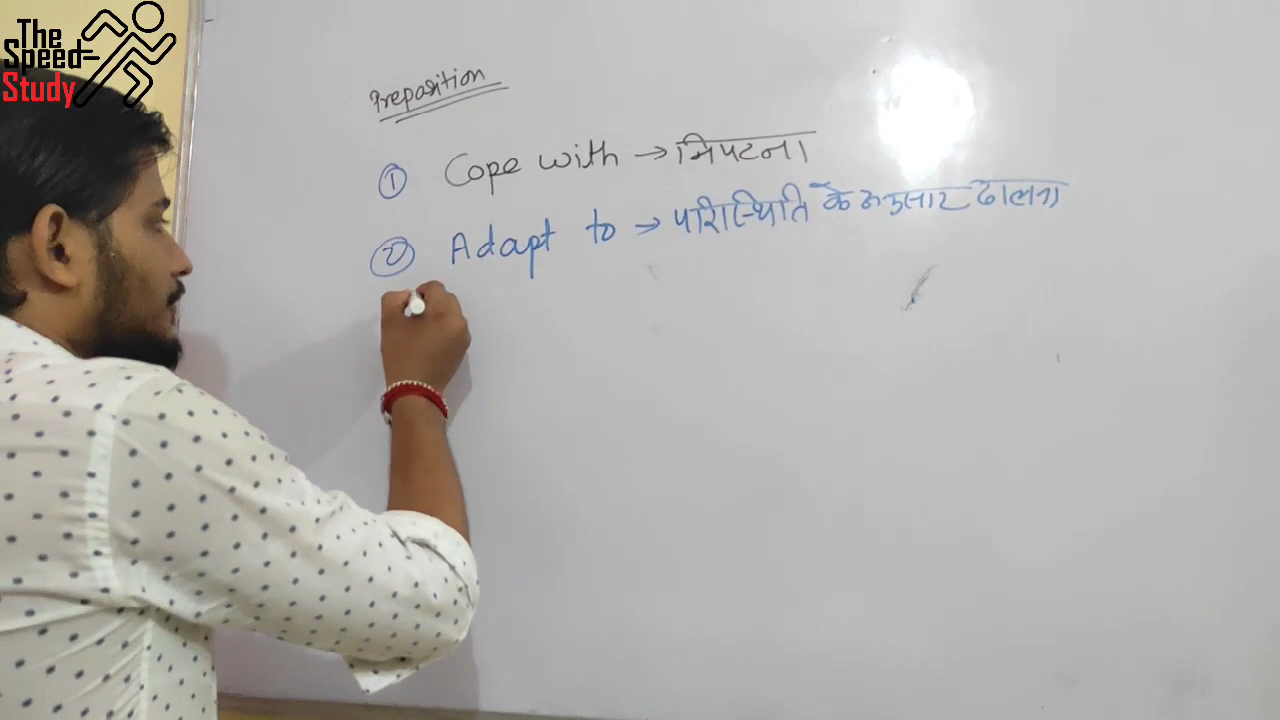 The
Speed
Study
Preposition
① Cope with → निपटना
② Adapt to → परिस्थिति के अनुसार ढालना